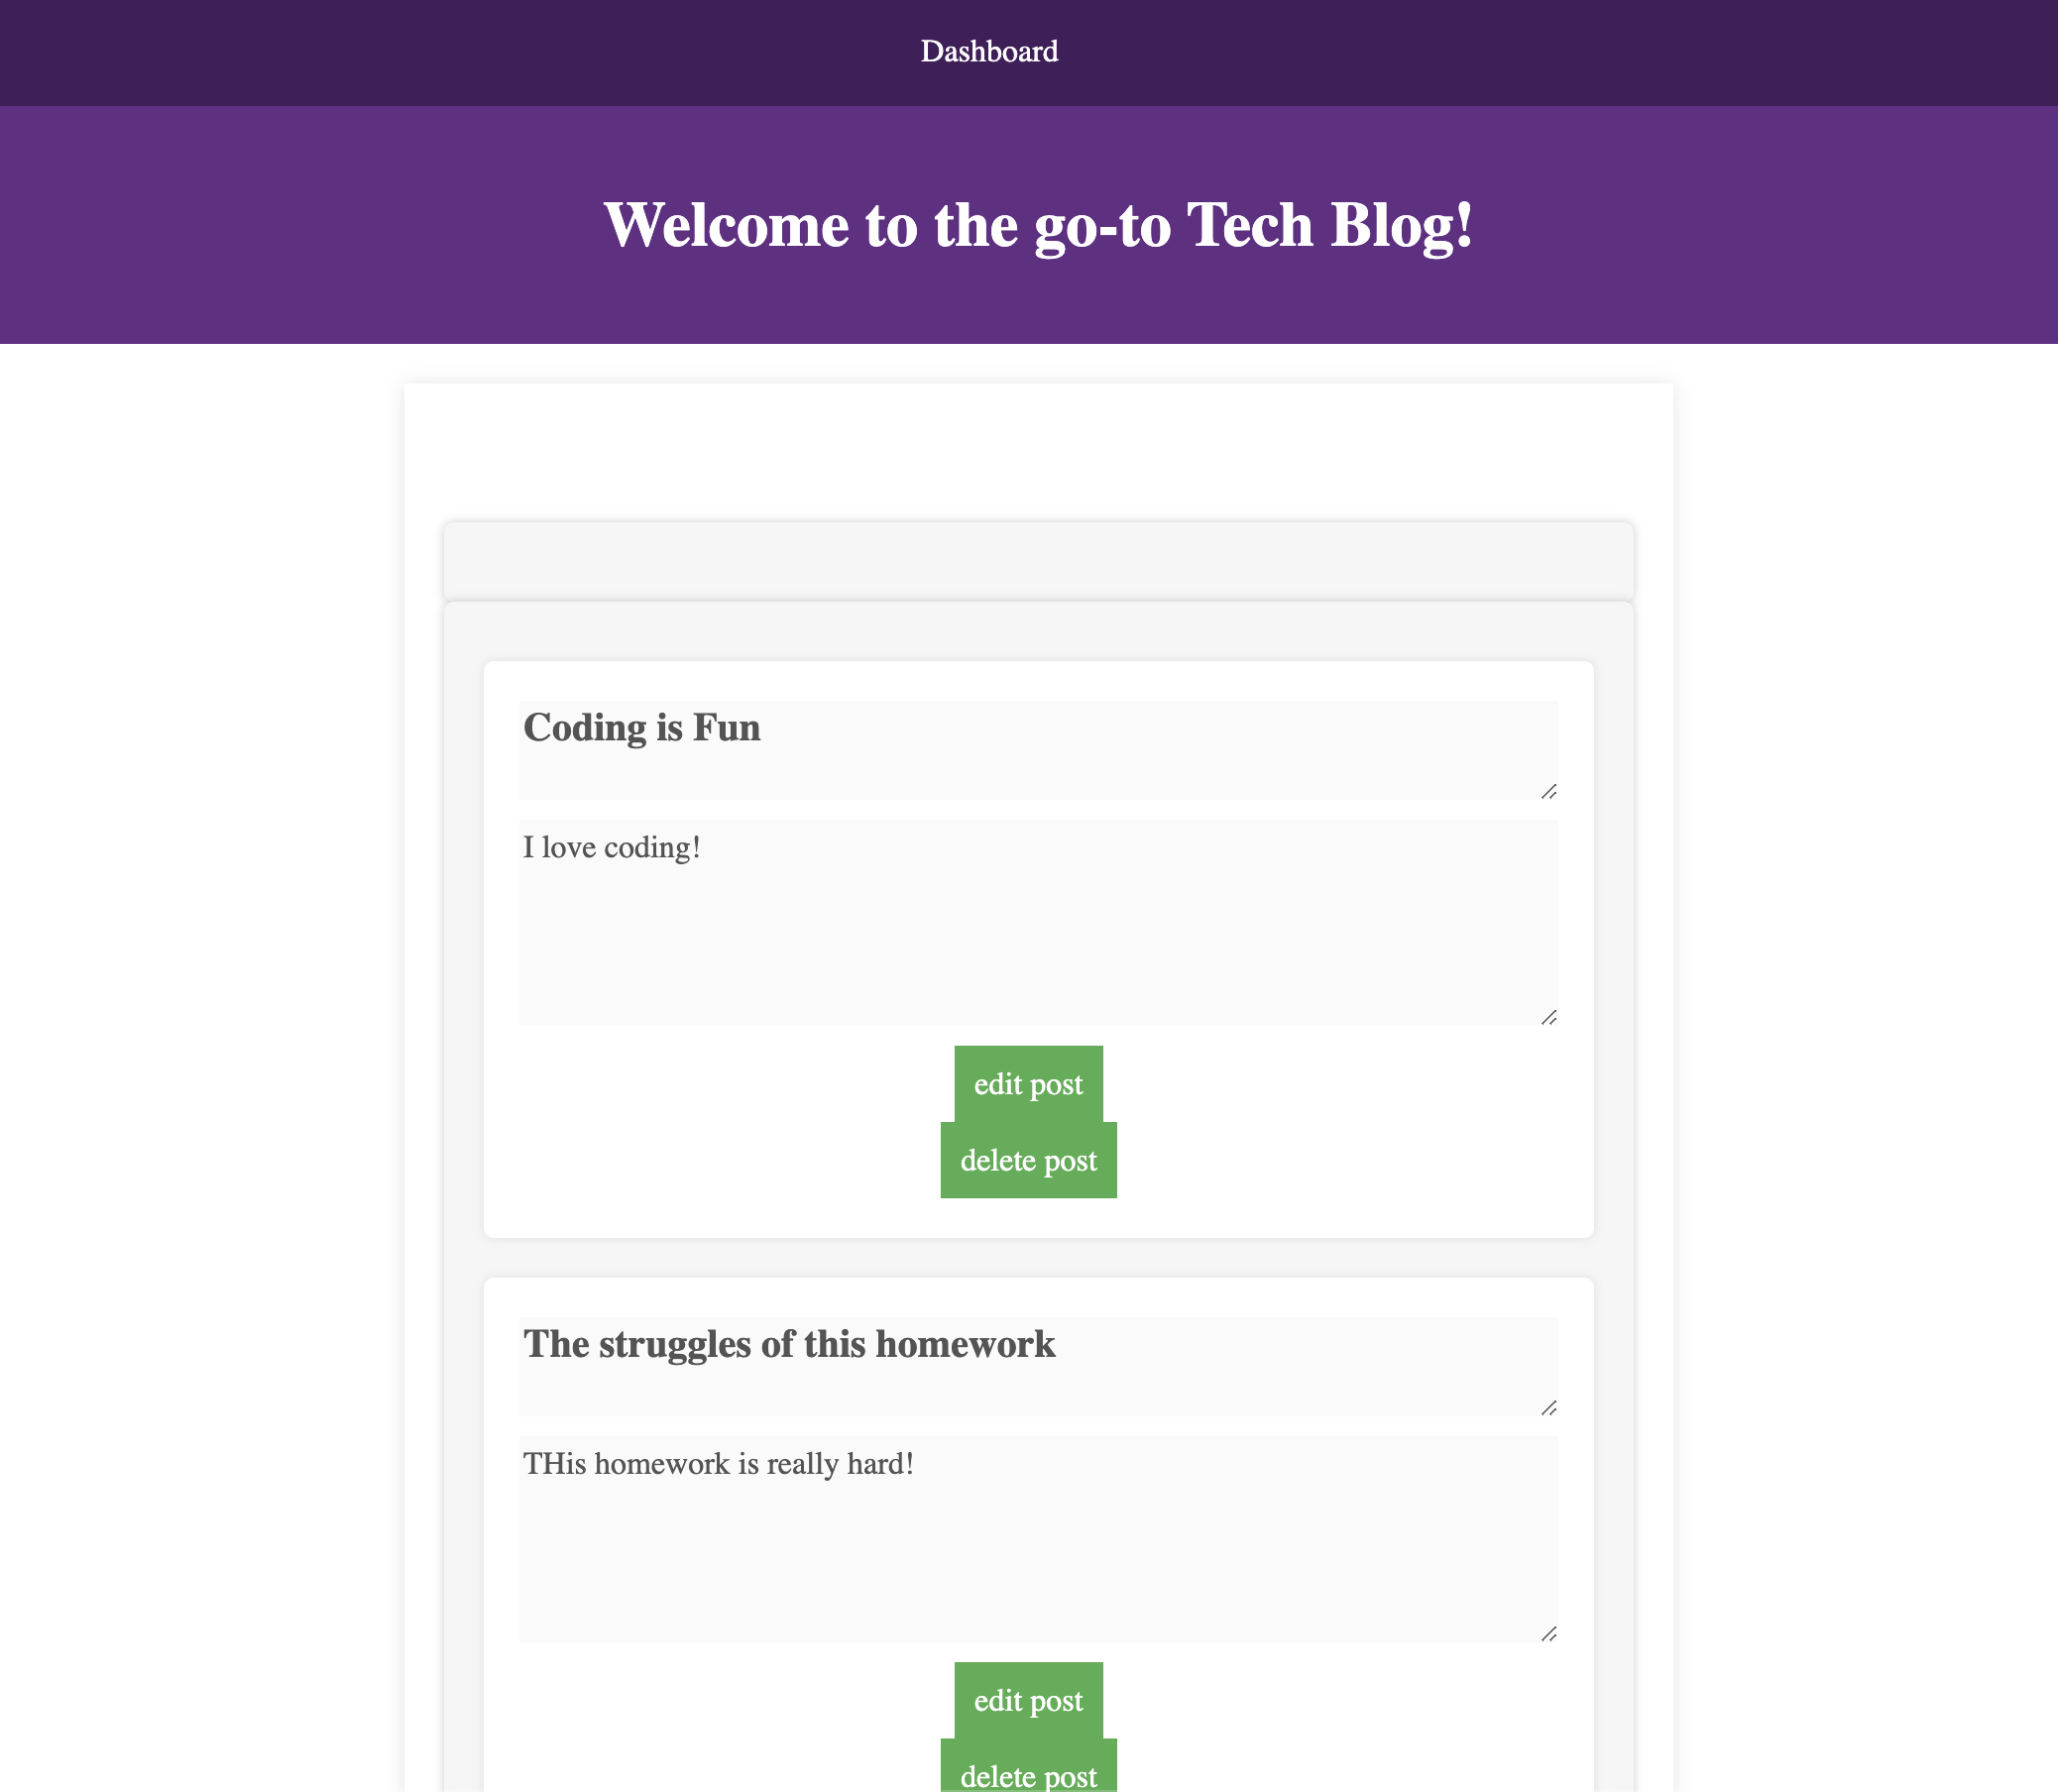 Dashboard
Welcome to the go-to Tech Blog!
Coding is Fun
I love coding!
edit post
delete post
The struggles of this homework
THis homework is really hard!
edit post
delete post